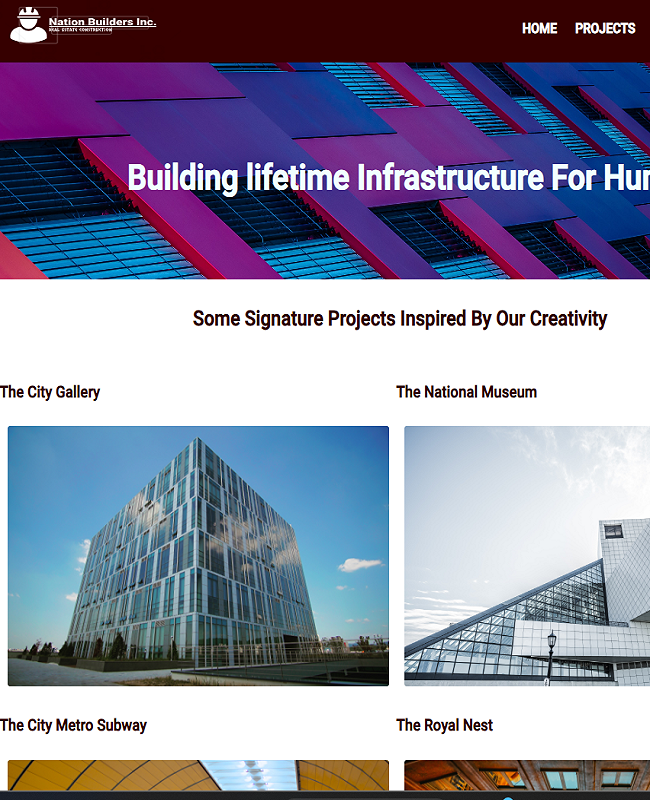 Nation Builders Inc.
REAL ESTATE CONSTRUCTION
HOME PROJECTS
Building lifetime Infrastructure For Hu
Some Signature Projects Inspired By Our Creativity
The City Gallery
The National Museum
The City Metro Subway
The Royal Nest